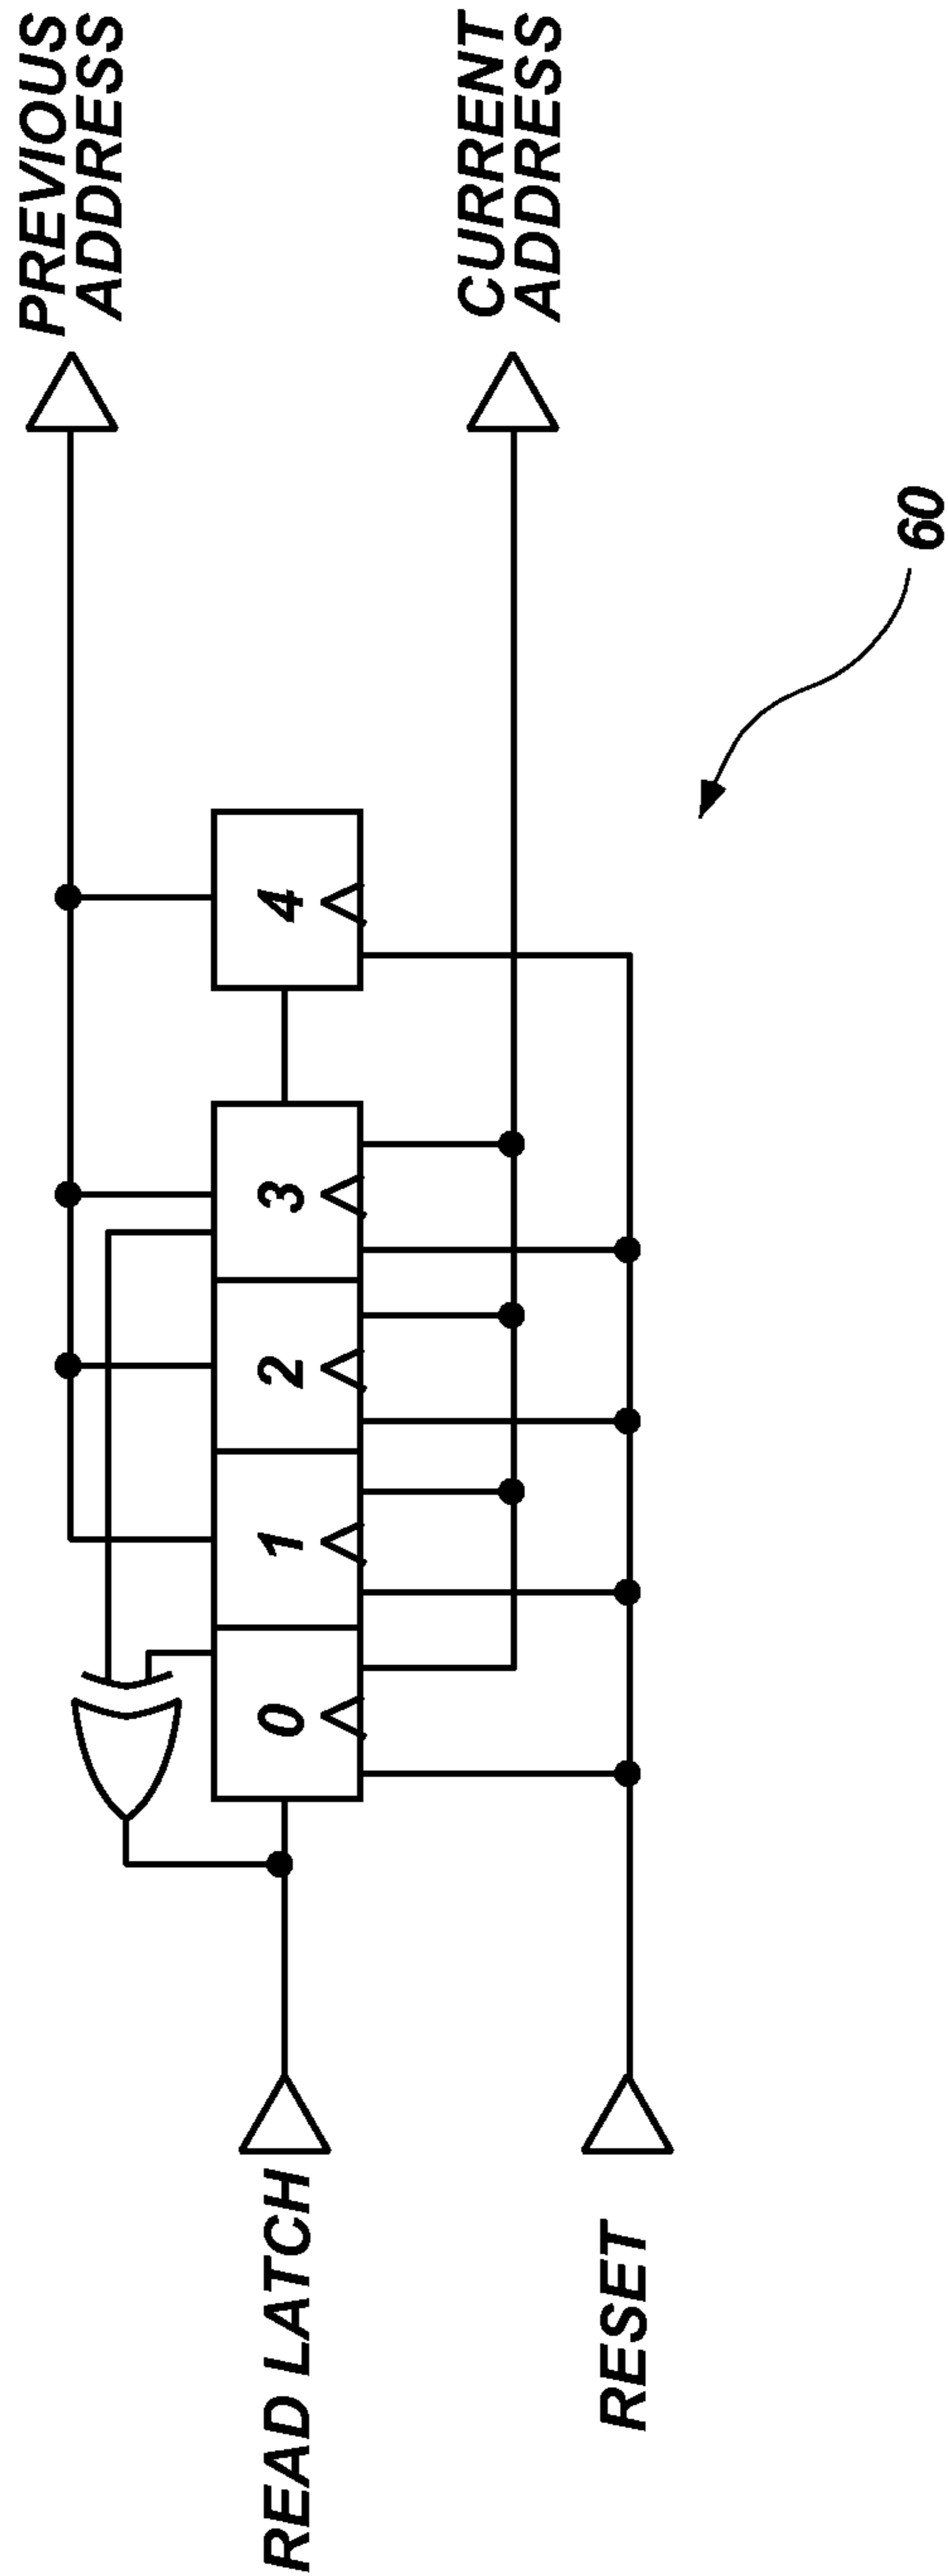 PREVIOUS
ADDRESS
CURRENT
ADDRESS
0
1
2
3
4
READ LATCH
RESET
60